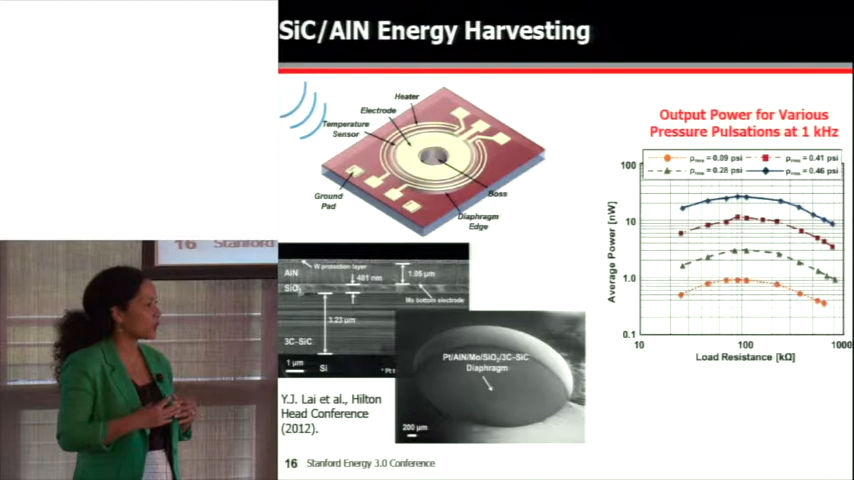 SiC/AlN Energy Harvesting
Heater
Electrode
Temperature
Sensor
Ground
Pad
Boss
Diaphragm
Edge
Output Power for Various
Pressure Pulsations at 1 kHz
Prms = 0.09 psi
Prms = 0.41 psi
Prms = 0.28 psi
Prms = 0.46 psi
100
10
1.0
0.1
Average Power [nW]
10
100
1000
Load Resistance [kΩ]
W protection layer
AlN
1.05 μm
481 nm
SiO2
Mo bottom electrode
3.23 μm
3C-SiC
1 μm
Si
Pt/AlN/Mo/SiO2/3C-SiC
Diaphragm
200 μm
Y.J. Lai et al., Hilton
Head Conference
(2012).
16 Stanford Energy 3.0 Conference
16 Stanford